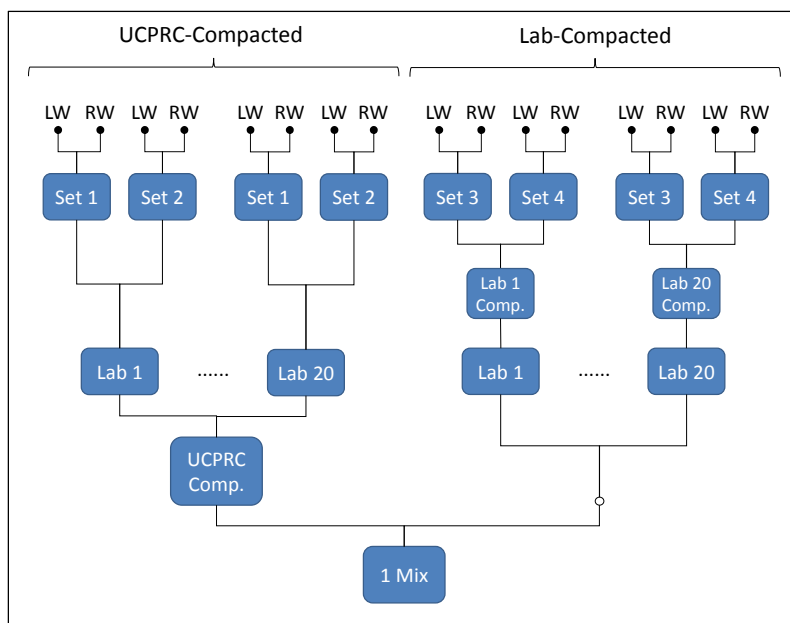 UCPRC-Compacted Lab-Compacted
LW RW LW RW LW RW LW RW LW RW LW RW LW RW LW RW
Set 1 Set 2 Set 1 Set 2 Set 3 Set 4 Set 3 Set 4
Lab 1 Lab 20
Comp. Comp.
Lab 1 ...... Lab 20 Lab 1 ...... Lab 20
UCPRC
Comp.
1 Mix